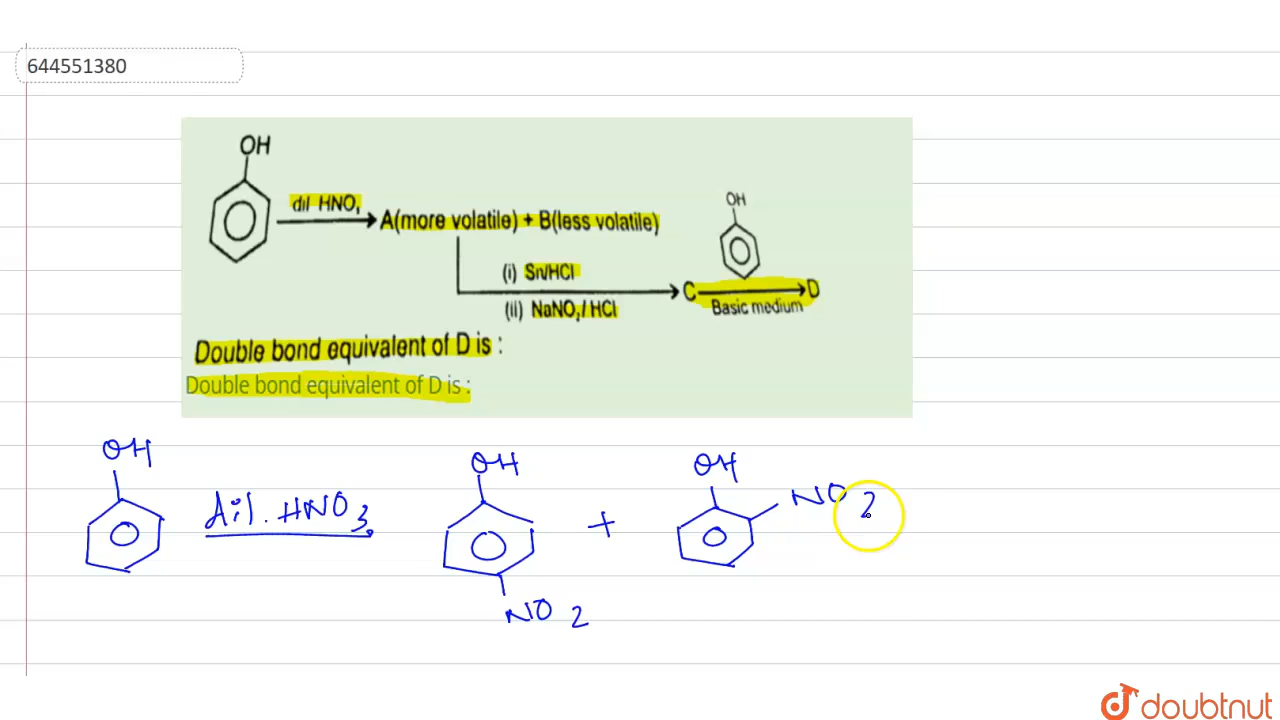 644551380
OH
dil HNO₃
A(more volatile) + B(less volatile)
OH
(i) Sn/HCl
(ii) NaNO₂/HCl
C
D
Basic medium
Double bond equivalent of D is :
Double bond equivalent of D is :
OH
dil. HNO3
OH
+
OH
NO2
NO2
doubtnut